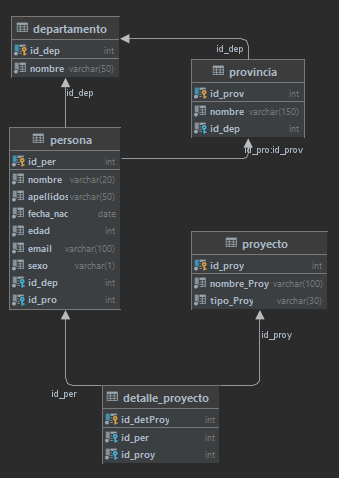 departamento
id_dep int
nombre varchar(50)
id_dep
provincia
id_prov int
nombre varchar(150)
id_dep int
id_dep
persona
id_per int
nombre varchar(20)
apellidos varchar(50)
fecha_nac date
edad int
email varchar(100)
sexo varchar(1)
id_dep int
id_pro int
id_pro:id_prov
proyecto
id_proy int
nombre_Proy varchar(100)
tipo_Proy varchar(30)
id_proy
id_per
detalle_proyecto
id_detProy int
id_per int
id_proy int